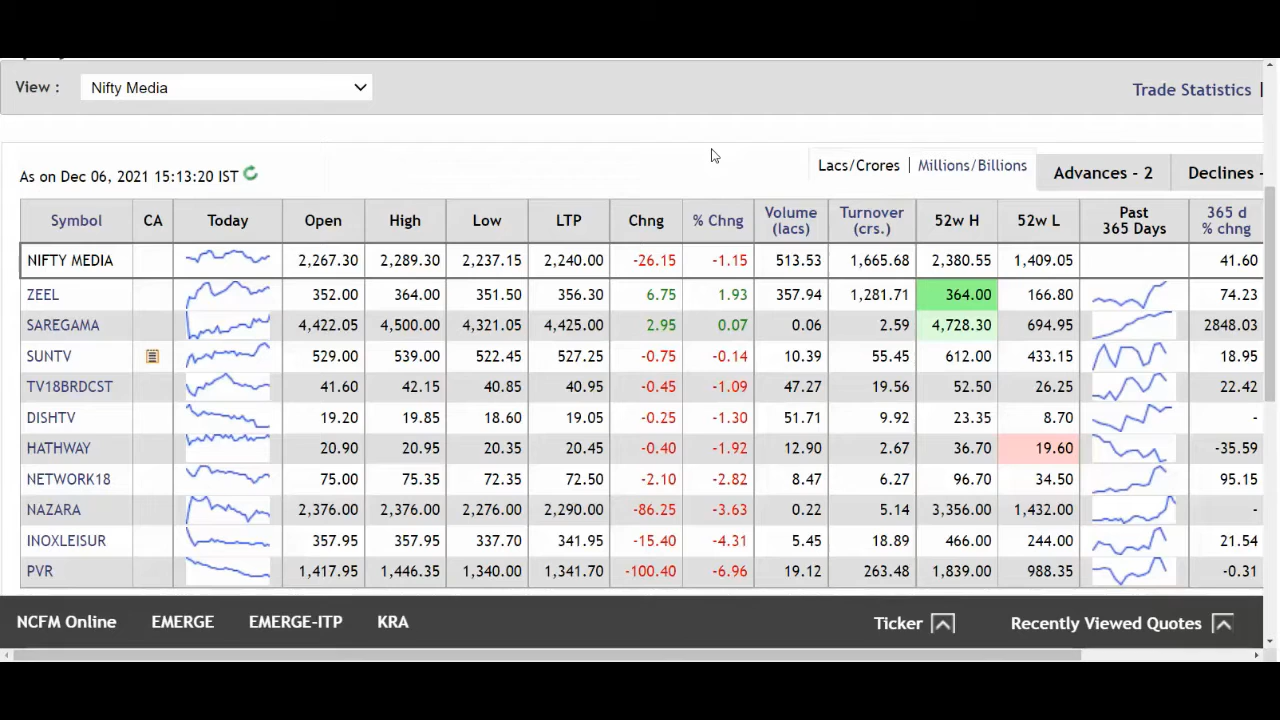 View : Nifty Media
Trade Statistics |
As on Dec 06, 2021 15:13:20 IST
Lacs/Crores | Millions/Billions
Advances - 2
Declines -
Symbol CA Today Open High Low LTP Chng % Chng Volume (lacs) Turnover (crs.) 52w H 52w L Past 365 Days 365 d % chng
NIFTY MEDIA 2,267.30 2,289.30 2,237.15 2,240.00 -26.15 -1.15 513.53 1,665.68 2,380.55 1,409.05 41.60
ZEEL 352.00 364.00 351.50 356.30 6.75 1.93 357.94 1,281.71 364.00 166.80 74.23
SAREGAMA 4,422.05 4,500.00 4,321.05 4,425.00 2.95 0.07 0.06 2.59 4,728.30 694.95 2848.03
SUNTV 529.00 539.00 522.45 527.25 -0.75 -0.14 10.39 55.45 612.00 433.15 18.95
TV18BRDCST 41.60 42.15 40.85 40.95 -0.45 -1.09 47.27 19.56 52.50 26.25 22.42
DISHTV 19.20 19.85 18.60 19.05 -0.25 -1.30 51.71 9.92 23.35 8.70 -
HATHWAY 20.90 20.95 20.35 20.45 -0.40 -1.92 12.90 2.67 36.70 19.60 -35.59
NETWORK18 75.00 75.35 72.35 72.50 -2.10 -2.82 8.47 6.27 96.70 34.50 95.15
NAZARA 2,376.00 2,376.00 2,276.00 2,290.00 -86.25 -3.63 0.22 5.14 3,356.00 1,432.00 -
INOXLEISUR 357.95 357.95 337.70 341.95 -15.40 -4.31 5.45 18.89 466.00 244.00 21.54
PVR 1,417.95 1,446.35 1,340.00 1,341.70 -100.40 -6.96 19.12 263.48 1,839.00 988.35 -0.31
NCFM Online EMERGE EMERGE-ITP KRA Ticker Recently Viewed Quotes